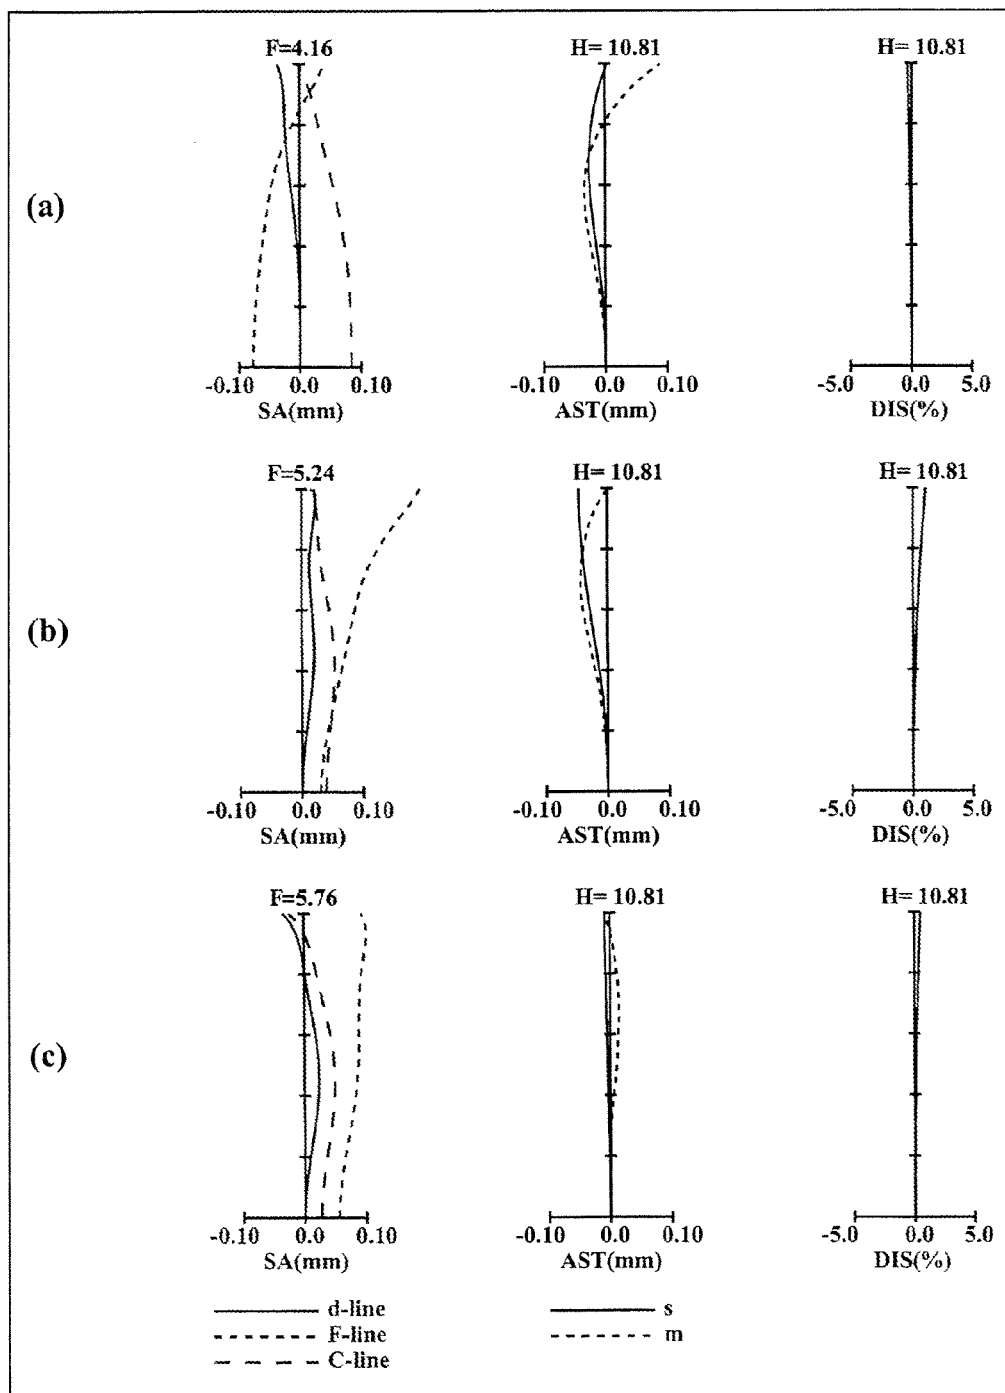 F=4.16 H= 10.81 H= 10.81
(a)
-0.10 0.0 0.10 -0.10 0.0 0.10 -5.0 0.0 5.0
SA(mm) AST(mm) DIS(%)
F=5.24 H= 10.81 H= 10.81
(b)
-0.10 0.0 0.10 -0.10 0.0 0.10 -5.0 0.0 5.0
SA(mm) AST(mm) DIS(%)
F=5.76 H= 10.81 H= 10.81
(c)
-0.10 0.0 0.10 -0.10 0.0 0.10 -5.0 0.0 5.0
SA(mm) AST(mm) DIS(%)
d-line s
F-line m
C-line